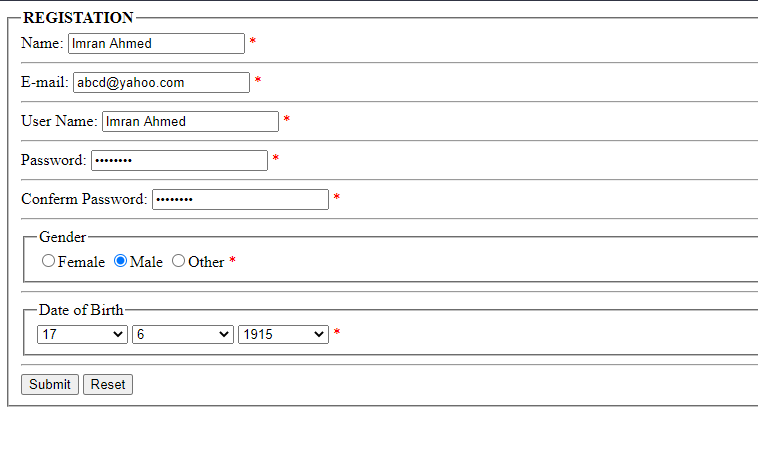 REGISTATION
Name: Imran Ahmed *
E-mail: abcd@yahoo.com *
User Name: Imran Ahmed *
Password: •••••••• *
Conferm Password: •••••••• *
Gender
Female Male Other *
Date of Birth
17 6 1915 *
Submit Reset